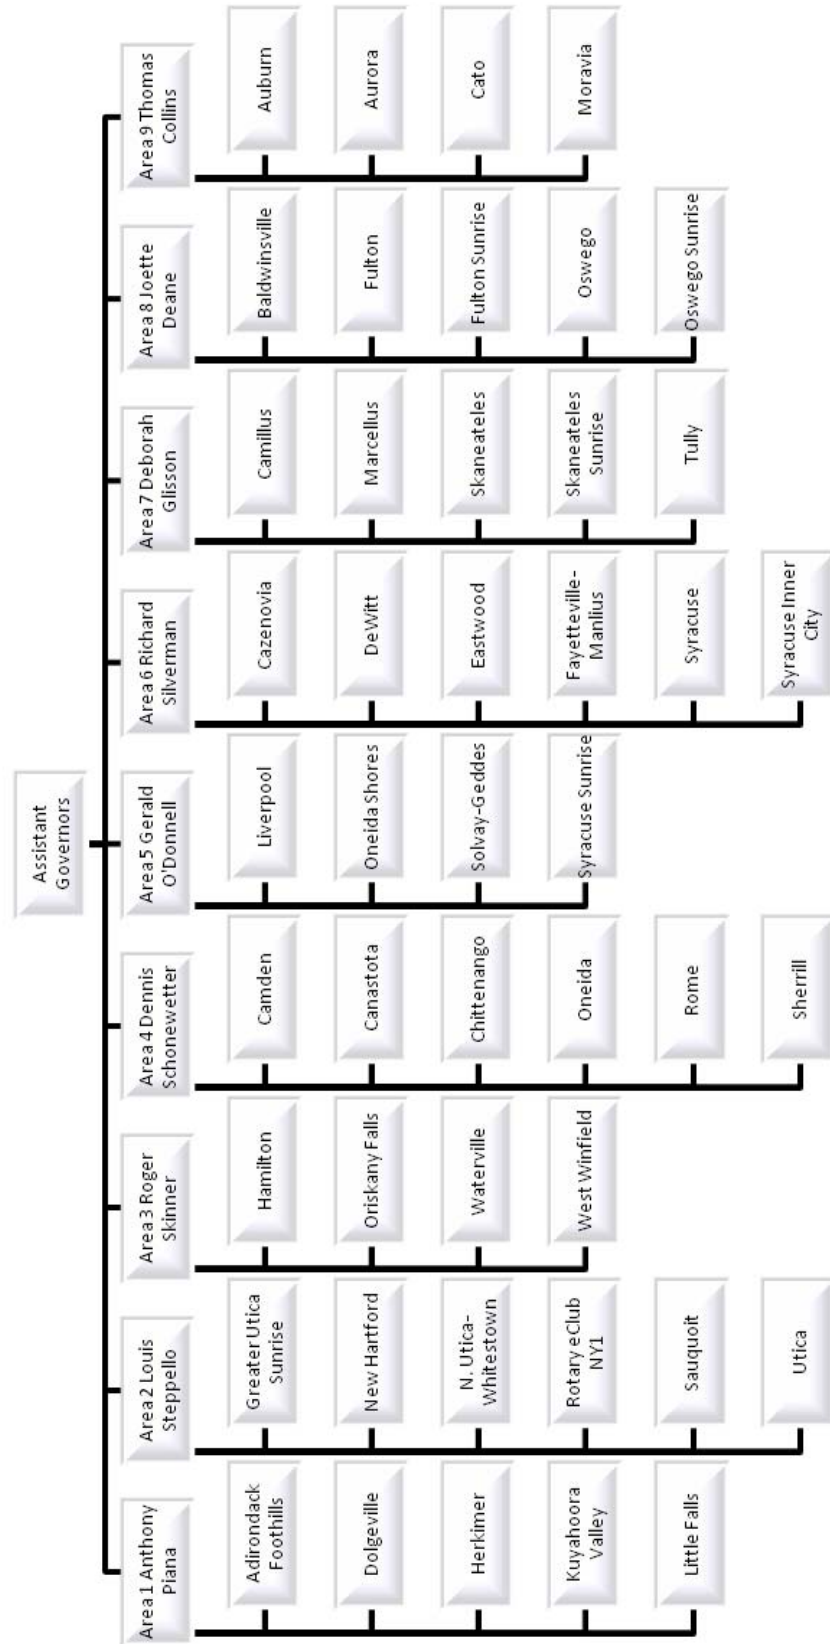 Assistant
Governors
Area 1 Anthony
Piana
Adirondack
Foothills
Dolgeville
Herkimer
Kuyahoora
Valley
Little Falls
Area 2 Louis
Steppello
Greater Utica
Sunrise
New Hartford
N. Utica-
Whitestown
Rotary eClub
NY1
Sauquoit
Utica
Area 3 Roger
Skinner
Hamilton
Oriskany Falls
Waterville
West Winfield
Area 4 Dennis
Schonewetter
Camden
Canastota
Chittenango
Oneida
Rome
Sherrill
Area 5 Gerald
O'Donnell
Liverpool
Oneida Shores
Solvay-Geddes
Syracuse Sunrise
Area 6 Richard
Silverman
Cazenovia
DeWitt
Eastwood
Fayetteville-
Manlius
Syracuse
Syracuse Inner
City
Area 7 Deborah
Glisson
Camillus
Marcellus
Skaneateles
Skaneateles
Sunrise
Tully
Area 8 Joette
Deane
Baldwinsville
Fulton
Fulton Sunrise
Oswego
Oswego Sunrise
Area 9 Thomas
Collins
Auburn
Aurora
Cato
Moravia